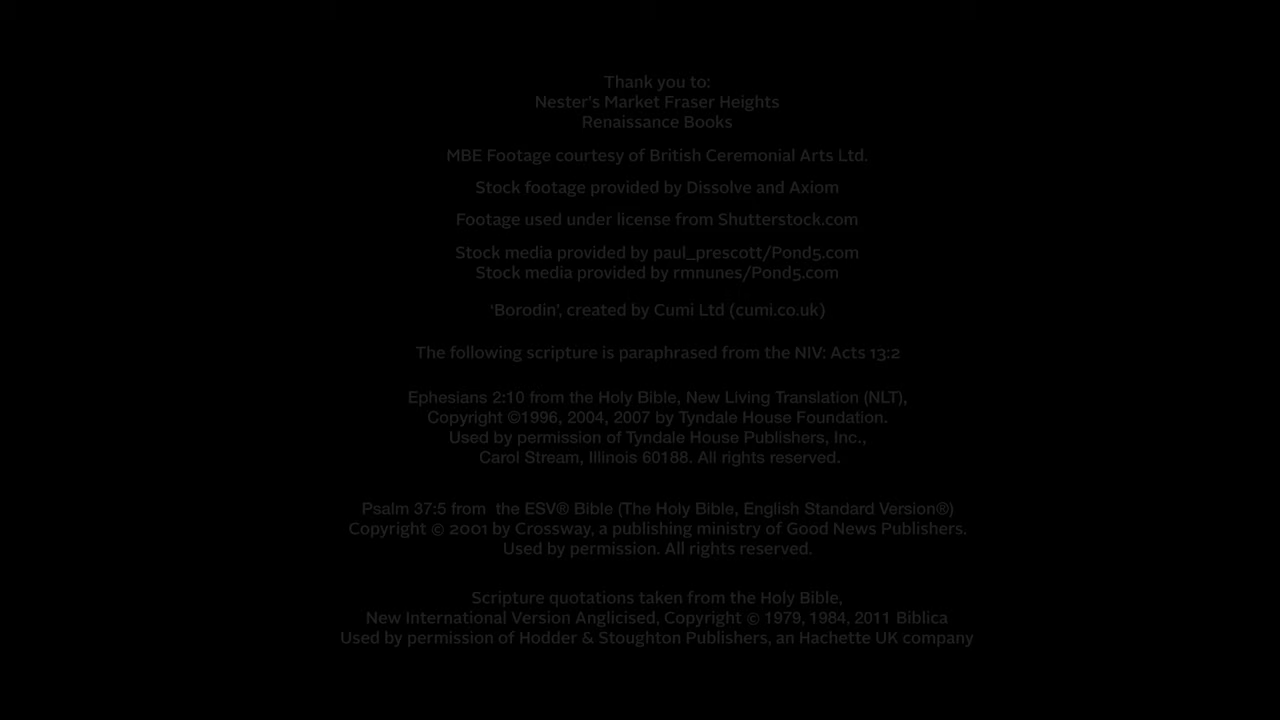 Thank you to:
Nester's Market Fraser Heights
Renaissance Books
MBE Footage courtesy of British Ceremonial Arts Ltd.
Stock footage provided by Dissolve and Axiom
Footage used under license from Shutterstock.com
Stock media provided by paul_prescott/Pond5.com
Stock media provided by rmnunes/Pond5.com
‘Borodin’, created by Cumi Ltd (cumi.co.uk)
The following scripture is paraphrased from the NIV: Acts 13:2
Ephesians 2:10 from the Holy Bible, New Living Translation (NLT),
Copyright ©1996, 2004, 2007 by Tyndale House Foundation.
Used by permission of Tyndale House Publishers, Inc.,
Carol Stream, Illinois 60188. All rights reserved.
Psalm 37:5 from  the ESV® Bible (The Holy Bible, English Standard Version®)
Copyright © 2001 by Crossway, a publishing ministry of Good News Publishers.
Used by permission. All rights reserved.
Scripture quotations taken from the Holy Bible,
New International Version Anglicised, Copyright © 1979, 1984, 2011 Biblica
Used by permission of Hodder & Stoughton Publishers, an Hachette UK company